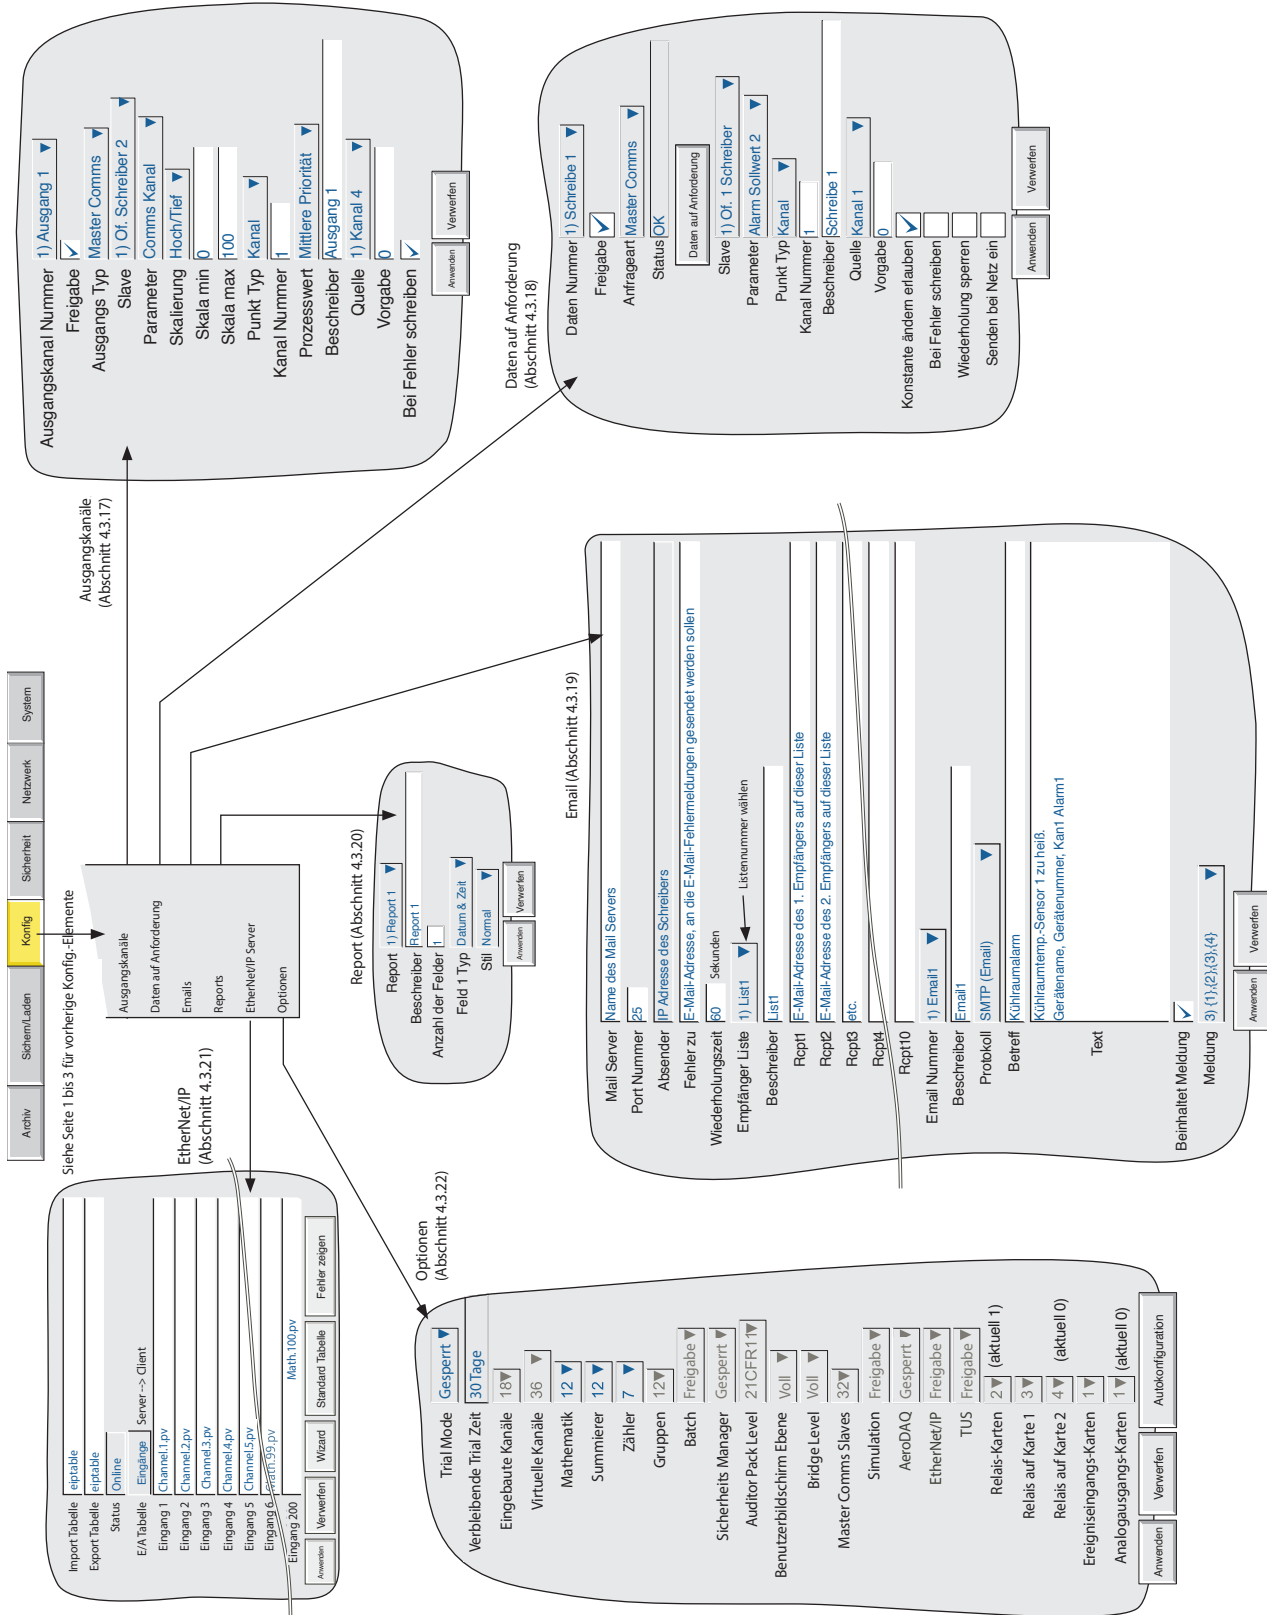 Archiv
Sichern/Laden
Konfig
Sicherheit
Netzwerk
System
Siehe Seite 1 bis 3 für vorherige Konfig.-Elemente
Ausgangskanäle
Daten auf Anforderung
Emails
Reports
EtherNet/IP Server
Optionen
EtherNet/IP
(Abschnitt 4.3.21)
Import Tabelle eiptable
Export Tabelle eiptable
Status Online
E/A Tabelle Eingänge Server --> Client
Eingang 1 Channel.1.pv
Eingang 2 Channel.2.pv
Eingang 3 Channel.3.pv
Eingang 4 Channel.4.pv
Eingang 5 Channel.5.pv
Eingang 6 Math.99.pv
Eingang 200 Math.100.pv
Anwenden Verwerfen Wizard Standard Tabelle Fehler zeigen
Ausgangskanäle
(Abschnitt 4.3.17)
Ausgangskanal Nummer 1) Ausgang 1
Freigabe
Ausgangs Typ Master Comms
Slave 1) Of. Schreiber 2
Parameter Comms Kanal
Skalierung Hoch/Tief
Skala min 0
Skala max 100
Punkt Typ Kanal
Kanal Nummer 1
Prozesswert Mittlere Priorität
Beschreiber Ausgang 1
Quelle 1) Kanal 4
Vorgabe 0
Bei Fehler schreiben
Anwenden Verwerfen
Report (Abschnitt 4.3.20)
Report 1) Report 1
Beschreiber Report 1
Anzahl der Felder 1
Feld 1 Typ Datum & Zeit
Stil Normal
Anwenden Verwerfen
Daten auf Anforderung
(Abschnitt 4.3.18)
Daten Nummer 1) Schreibe 1
Freigabe
Anfrageart Master Comms
Status OK
Daten auf Anforderung
Slave 1) Of. 1 Schreiber
Parameter Alarm Sollwert 2
Punkt Typ Kanal
Kanal Nummer 1
Beschreiber Schreibe 1
Quelle Kanal 1
Vorgabe 0
Konstante ändern erlauben
Bei Fehler schreiben
Wiederholung sperren
Senden bei Netz ein
Anwenden Verwerfen
Optionen
(Abschnitt 4.3.22)
Trial Mode Gesperrt
Verbleibende Trial Zeit 30 Tage
Eingebaute Kanäle 18
Virtuelle Kanäle 36
Mathematik 12
Summierer 12
Zähler 7
Gruppen 12
Batch Freigabe
Sicherheits Manager Gesperrt
Auditor Pack Level 21CFR11
Benutzerbildschirm Ebene Voll
Bridge Level Voll
Master Comms Slaves 32
Simulation Freigabe
AeroDAQ Gesperrt
EtherNet/IP Freigabe
TUS Freigabe
Relais-Karten 2 (aktuell 1)
Relais auf Karte 1 3
Relais auf Karte 2 4 (aktuell 0)
Ereigniseingangs-Karten 1
Analogausgangs-Karten 1 (aktuell 0)
Anwenden Verwerfen Autokonfiguration
Email (Abschnitt 4.3.19)
Mail Server Name des Mail Servers
Port Nummer 25
Absender IP Adresse des Schreibers
Fehler zu E-Mail-Adresse, an die E-Mail-Fehlermeldungen gesendet werden sollen
Wiederholungszeit 60 Sekunden
Empfänger Liste 1) List1 Listennummer wählen
Beschreiber List1
Rcpt1 E-Mail-Adresse des 1. Empfängers auf dieser Liste
Rcpt2 E-Mail-Adresse des 2. Empfängers auf dieser Liste
Rcpt3 etc.
Rcpt4
Rcpt10
Email Nummer 1) Email1
Beschreiber Email1
Protokoll SMTP (Email)
Betreff Kühlraumalarm
Kühlraumtemp.-Sensor 1 zu heiß.
Gerätename, Gerätenummer, Kan1 Alarm1
Text
Beinhaltet Meldung
Meldung 3) {1},{2},{3},{4}
Anwenden Verwerfen